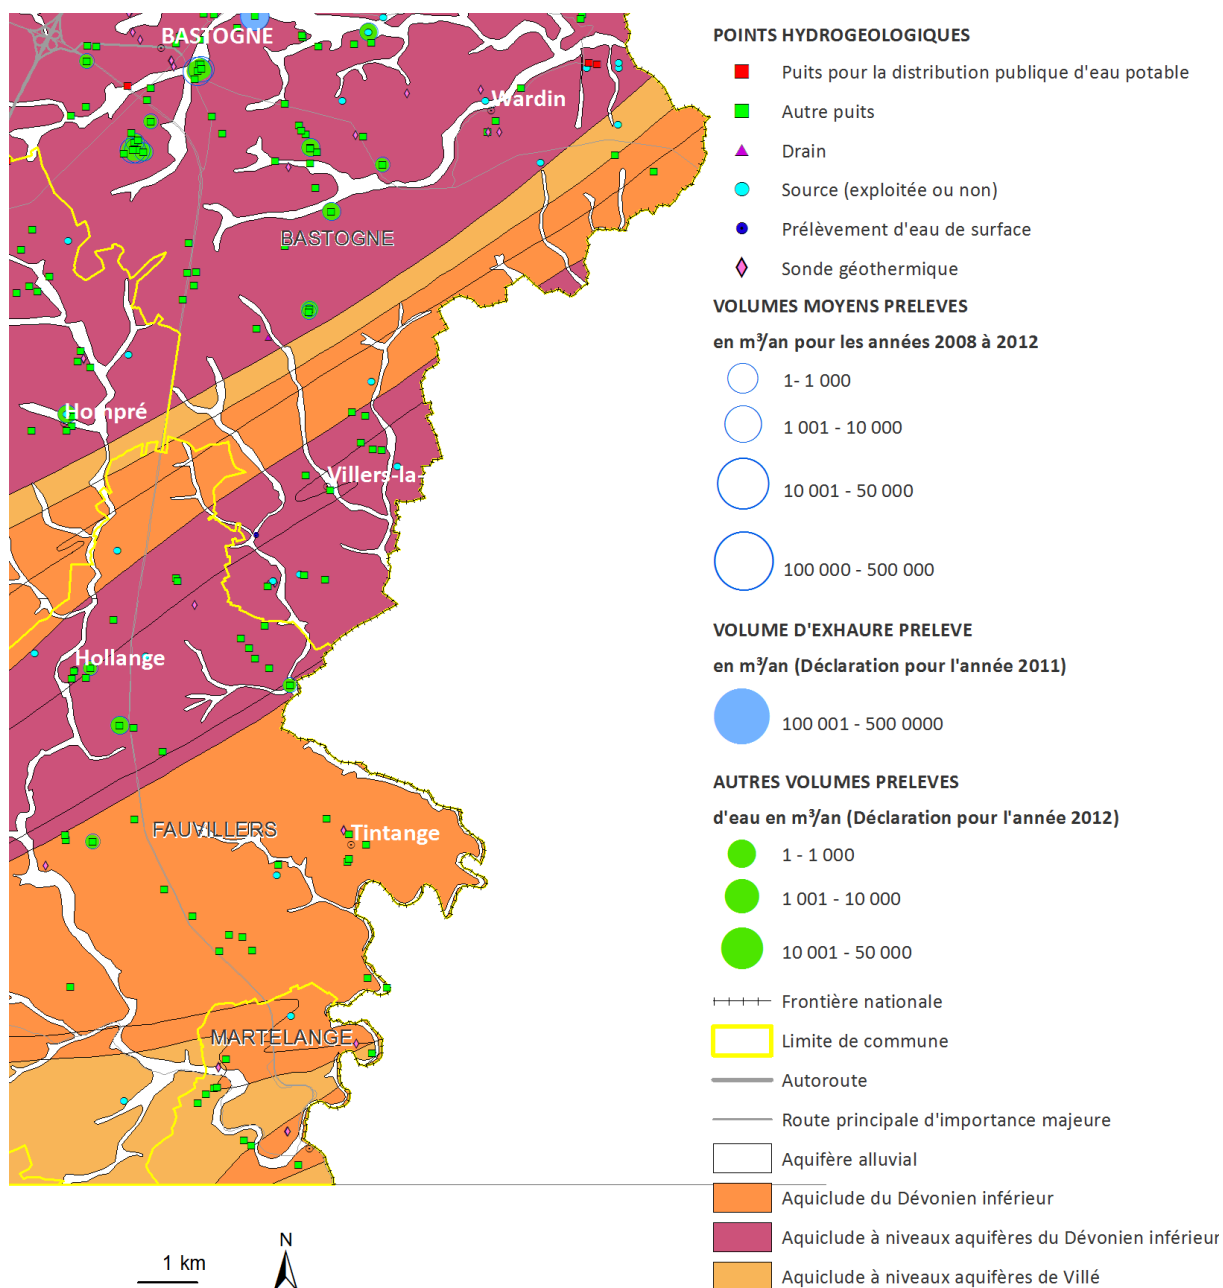 BASTOGNE
Wardin
BASTOGNE
Hompré
Villers-la-
Hollange
FAUVILLERS
Tintange
MARTELANGE
1 km
N
POINTS HYDROGEOLOGIQUES
Puits pour la distribution publique d'eau potable
Autre puits
Drain
Source (exploitée ou non)
Prélèvement d'eau de surface
Sonde géothermique
VOLUMES MOYENS PRELEVES
en m³/an pour les années 2008 à 2012
1- 1 000
1 001 - 10 000
10 001 - 50 000
100 000 - 500 000
VOLUME D'EXHAURE PRELEVE
en m³/an (Déclaration pour l'année 2011)
100 001 - 500 0000
AUTRES VOLUMES PRELEVES
d'eau en m³/an (Déclaration pour l'année 2012)
1 - 1 000
1 001 - 10 000
10 001 - 50 000
Frontière nationale
Limite de commune
Autoroute
Route principale d'importance majeure
Aquifère alluvial
Aquiclude du Dévonien inférieur
Aquiclude à niveaux aquifères du Dévonien inférieur
Aquiclude à niveaux aquifères de Villé